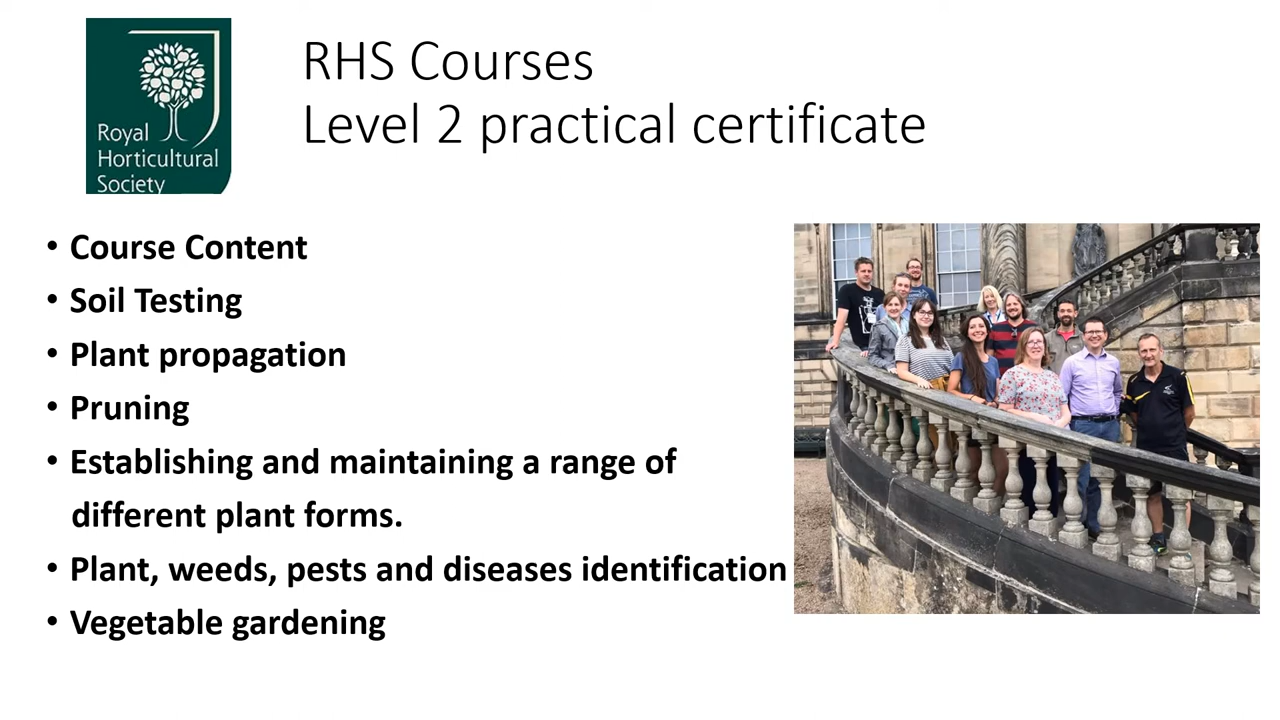 Royal
Horticultural
Society
RHS Courses
Level 2 practical certificate
• Course Content
• Soil Testing
• Plant propagation
• Pruning
• Establishing and maintaining a range of
different plant forms.
• Plant, weeds, pests and diseases identification
• Vegetable gardening